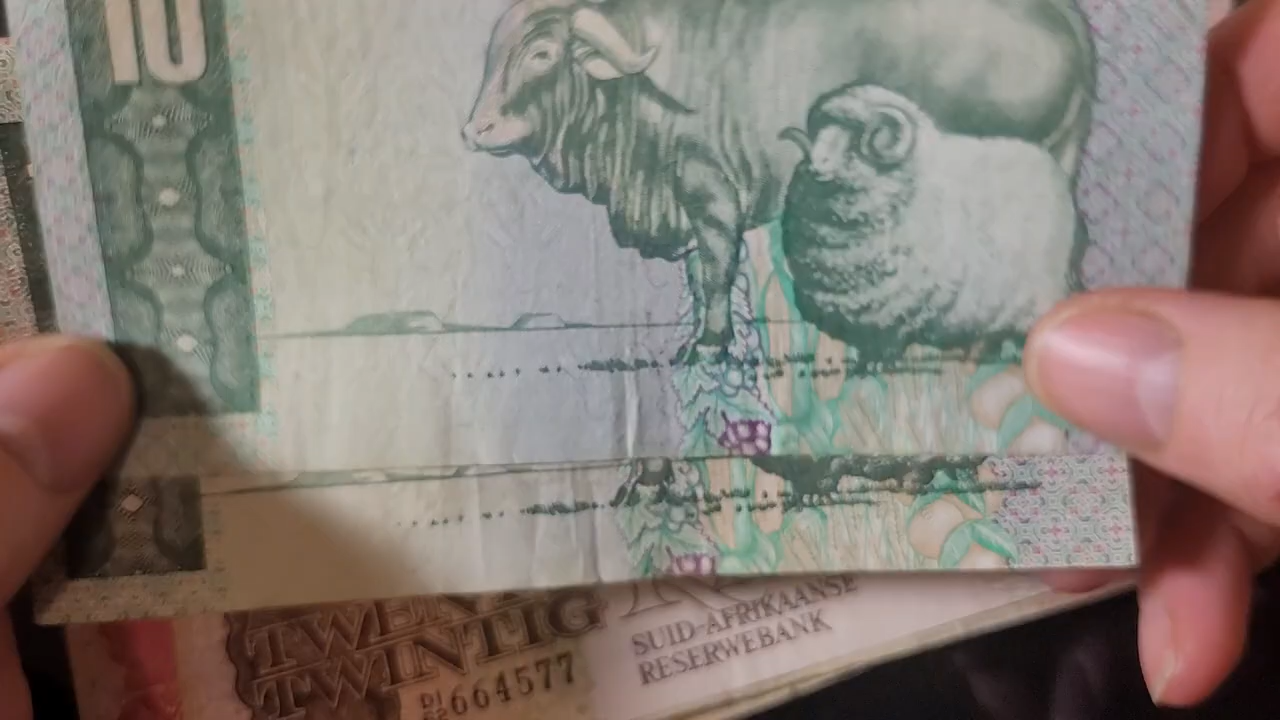 10
TWENTY
TWINTIG
SUID-AFRIKAANSE
RESERWEBANK
664577